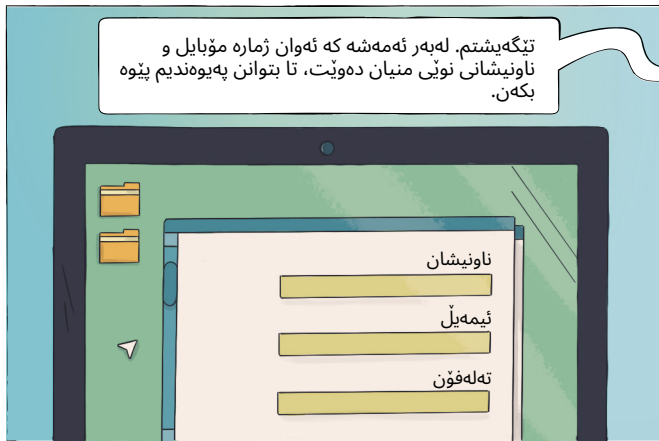 تێگەیشتم. لەبەر ئەمەشە کە ئەوان ژمارە مۆبایل و
ناونیشانی نوێی منیان دەوێت، تا بتوانن پەیوەندیم پێوە
بکەن.
ناونیشان
ئیمەیڵ
تەلەفۆن